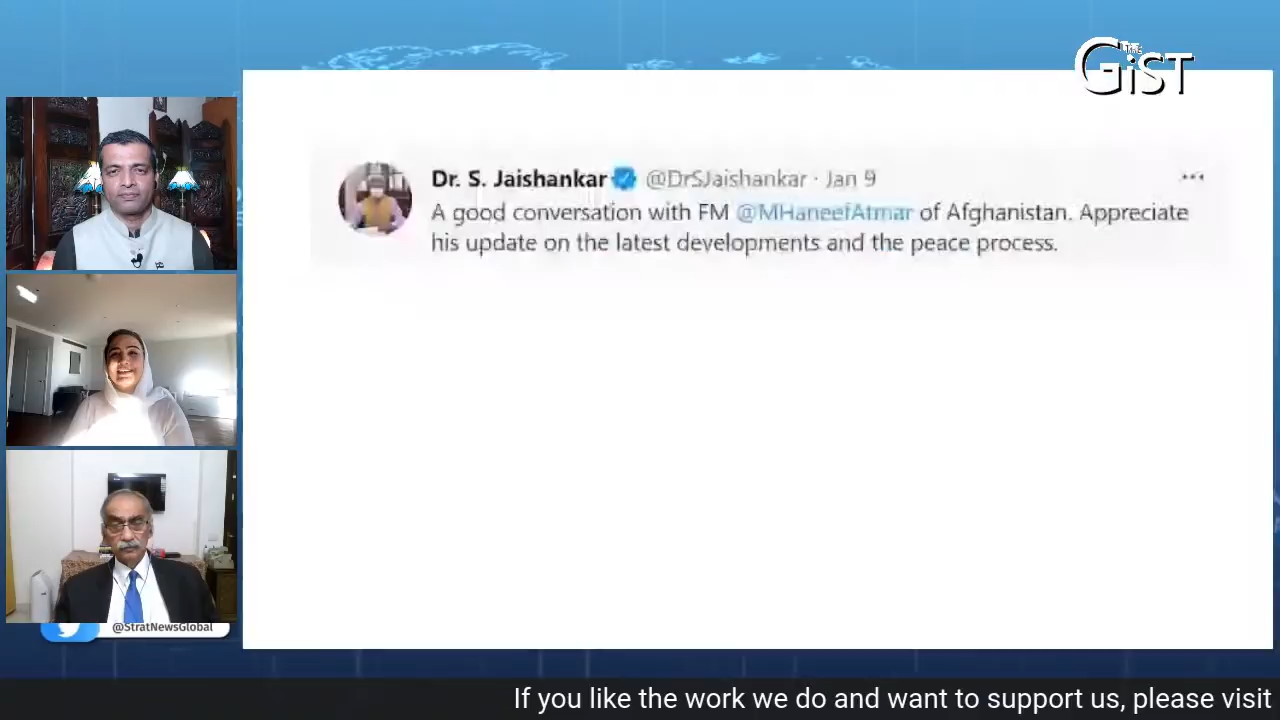 The GiST
Dr. S. Jaishankar @DrSJaishankar · Jan 9 ...
A good conversation with FM @MHaneefAtmar of Afghanistan. Appreciate
his update on the latest developments and the peace process.
@StratNewsGlobal
If you like the work we do and want to support us, please visit